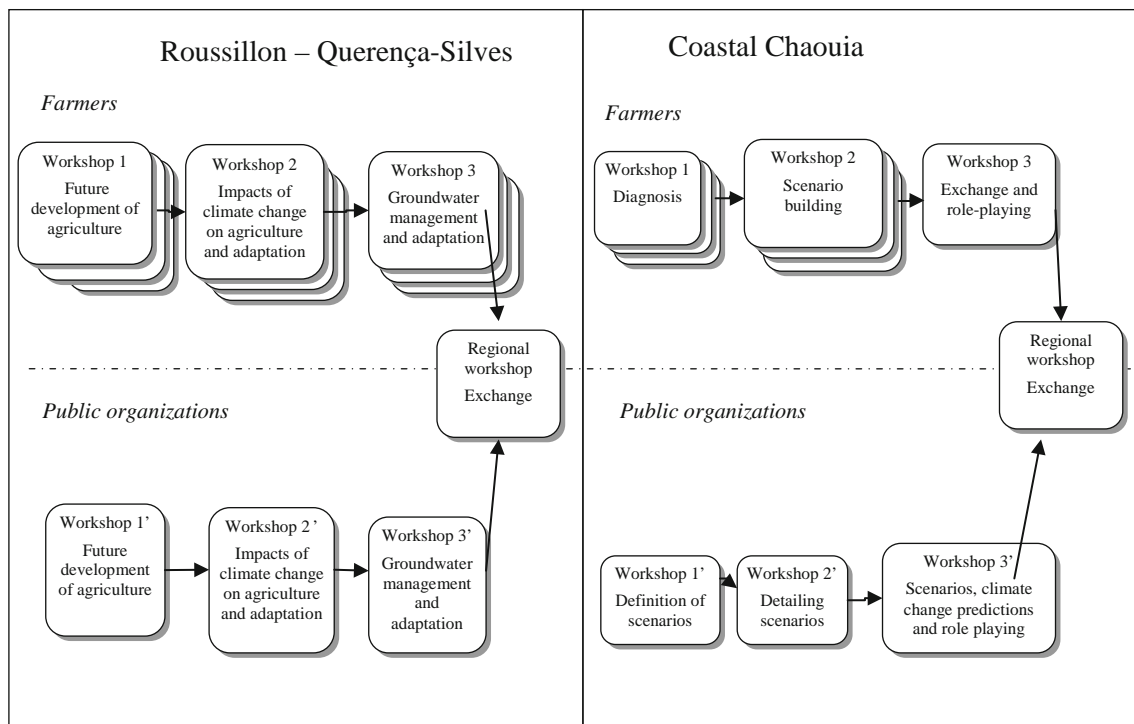 Roussillon – Querença-Silves
Farmers
Workshop 1
Future
development of
agriculture
Workshop 2
Impacts of
climate change
on agriculture
and adaptation
Workshop 3
Groundwater
management
and adaptation
Regional
workshop
Exchange
Public organizations
Workshop 1’
Future
development
of agriculture
Workshop 2’
Impacts of
climate change
on agriculture
and adaptation
Workshop 3’
Groundwater
management
and
adaptation
Coastal Chaouia
Farmers
Workshop 1
Diagnosis
Workshop 2
Scenario
building
Workshop 3
Exchange and
role-playing
Regional
workshop
Exchange
Public organizations
Workshop 1’
Definition of
scenarios
Workshop 2’
Detailing
scenarios
Workshop 3’
Scenarios, climate
change predictions
and role playing